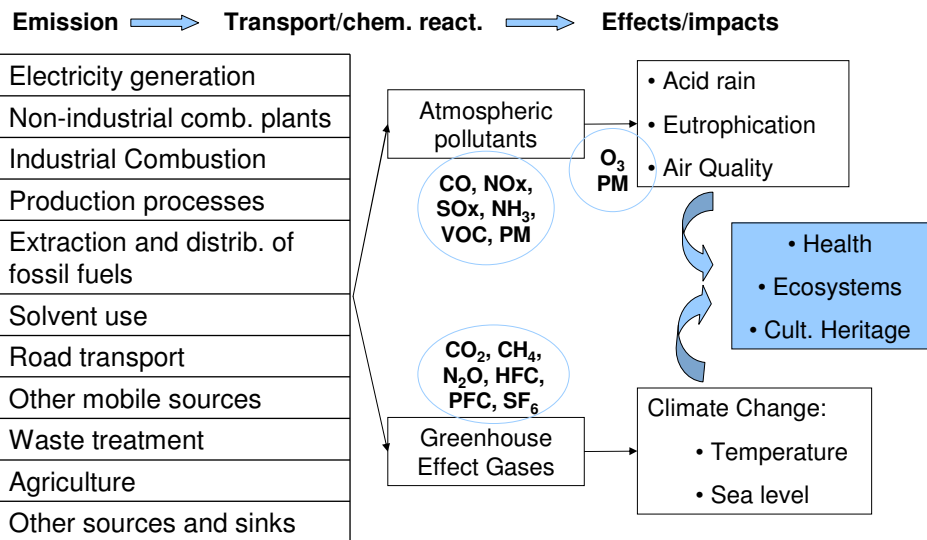 Emission Transport/chem. react. Effects/impacts
Electricity generation
Non-industrial comb. plants
Industrial Combustion
Production processes
Extraction and distrib. of
fossil fuels
Solvent use
Road transport
Other mobile sources
Waste treatment
Agriculture
Other sources and sinks
Atmospheric
pollutants
CO, NOx,
SOx, NH₃,
VOC, PM
O₃
PM
• Acid rain
• Eutrophication
• Air Quality
• Health
• Ecosystems
• Cult. Heritage
CO₂, CH₄,
N₂O, HFC,
PFC, SF₆
Greenhouse
Effect Gases
Climate Change:
• Temperature
• Sea level